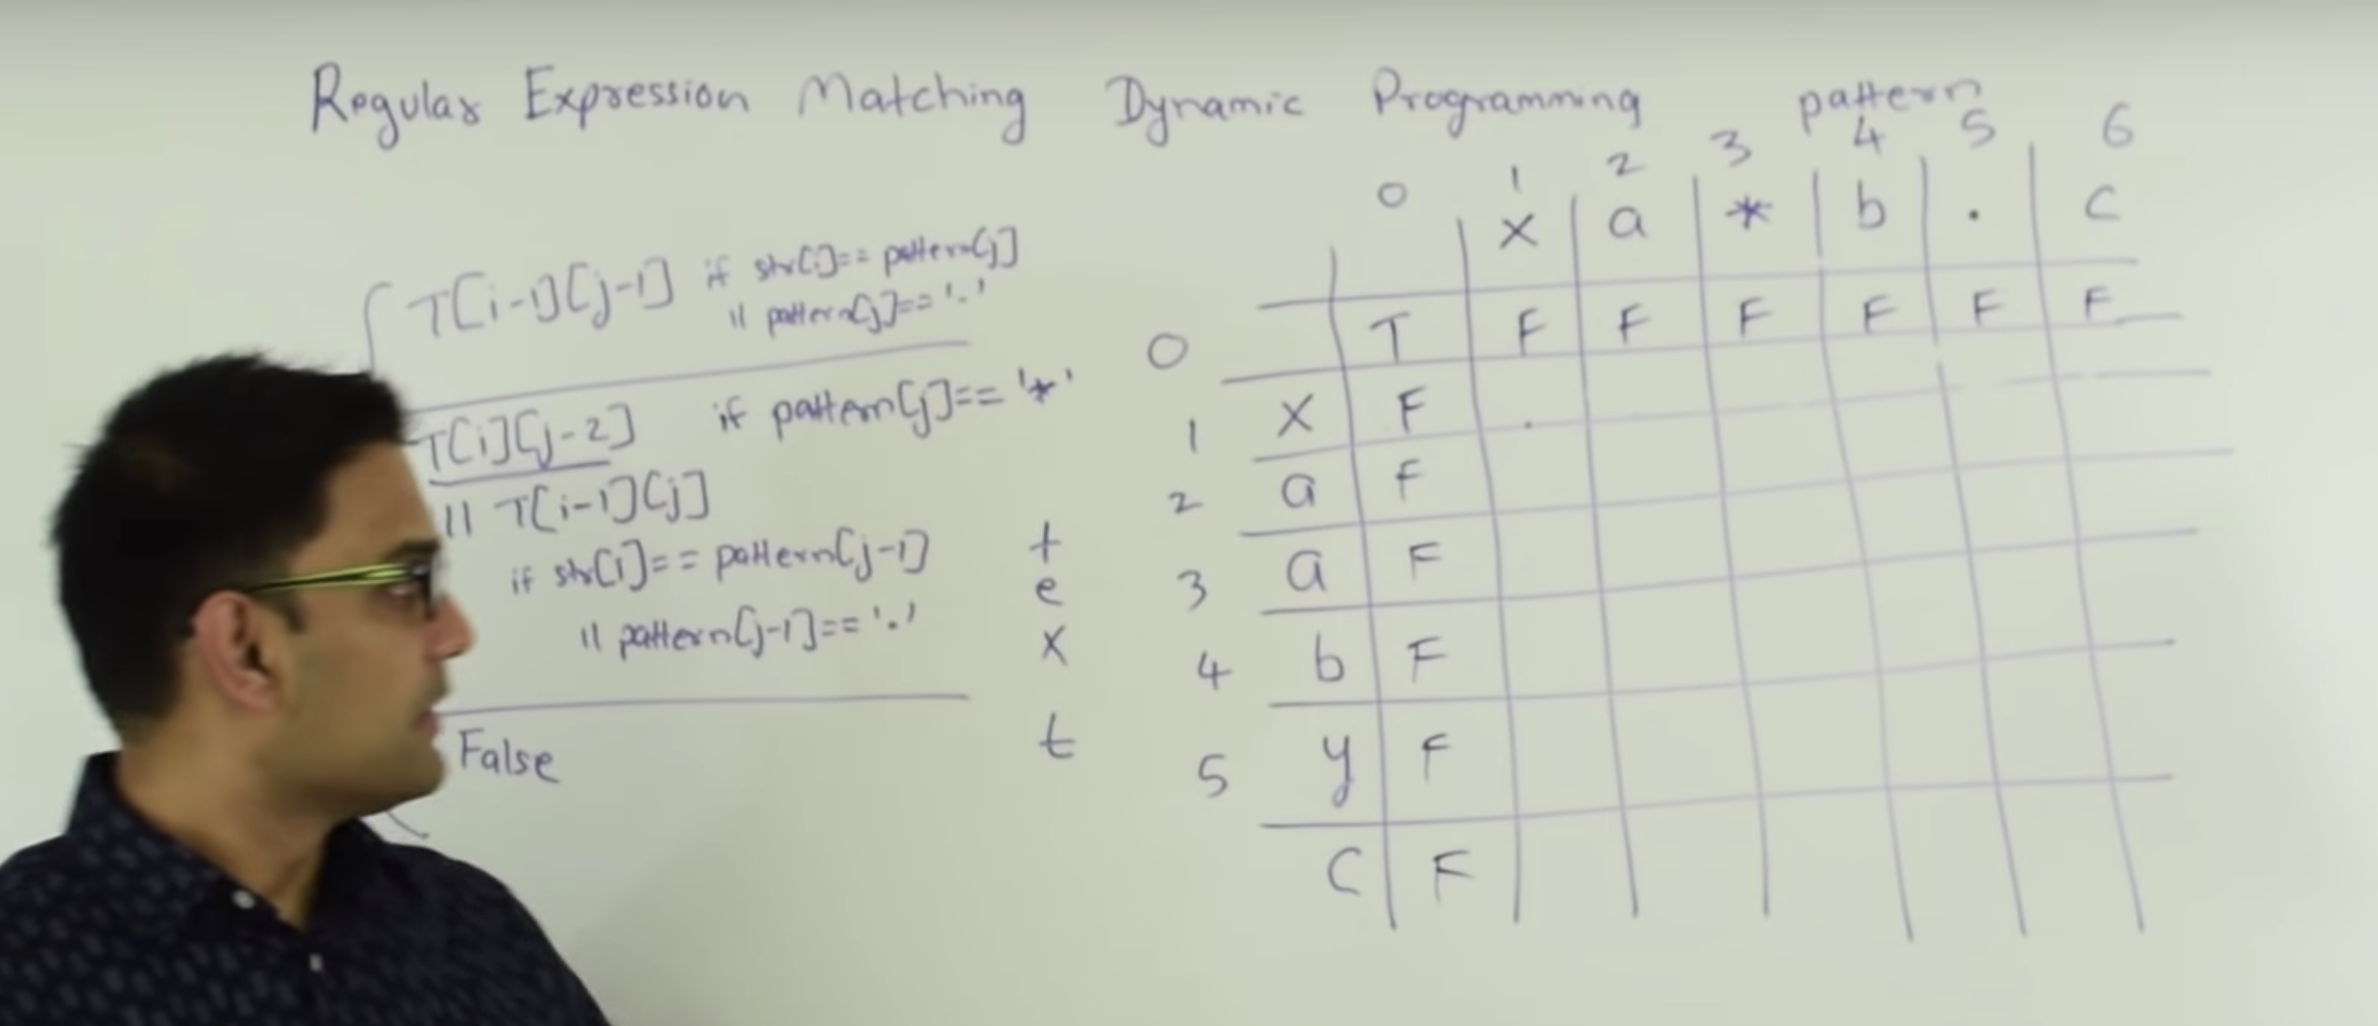 Regular Expression Matching Dynamic Programming pattern
T[i-1][j-1] if str[i]== pattern[j]
|| pattern[j]=='.'
T[i][j-2] if pattern[j]== '*'
|| T[i-1][j]
if str[i]== pattern[j-1]
|| pattern[j-1]=='.'
False
text
0 1 2 3 4 5 6
x a * b . c
0 T F F F F F F
1 x F .
2 a F
3 a F
4 b F
5 y F
c F